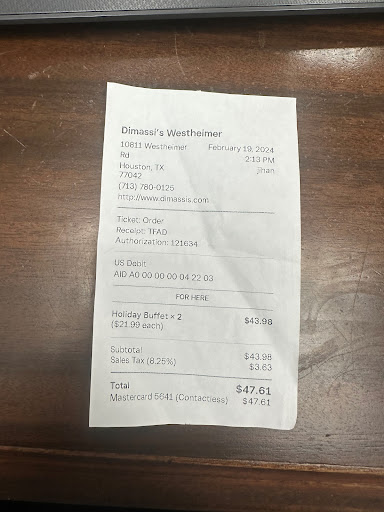 Dimassi's Westheimer
10811 Westheimer Rd
Houston, TX
77042
(713) 780-0125
http://www.dimassis.com
February 19, 2024
2:13 PM
jihan
Ticket: Order
Receipt: TFAD
Authorization: 121634
US Debit
AID A0 00 00 00 04 22 03
FOR HERE
Holiday Buffet × 2 $43.98
($21.99 each)
Subtotal $43.98
Sales Tax (8.25%) $3.63
Total $47.61
Mastercard 5641 (Contactless) $47.61